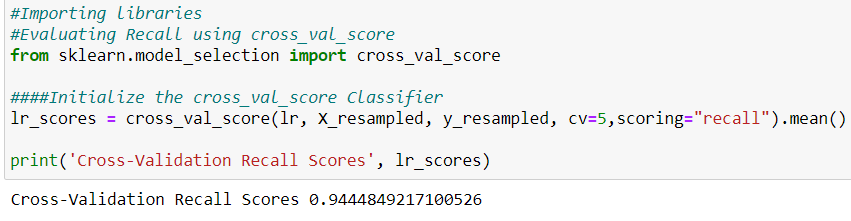 #Importing libraries
#Evaluating Recall using cross_val_score
from sklearn.model_selection import cross_val_score
####Initialize the cross_val_score Classifier
lr_scores = cross_val_score(lr, X_resampled, y_resampled, cv=5,scoring="recall").mean()
print('Cross-Validation Recall Scores', lr_scores)
Cross-Validation Recall Scores 0.9444849217100526